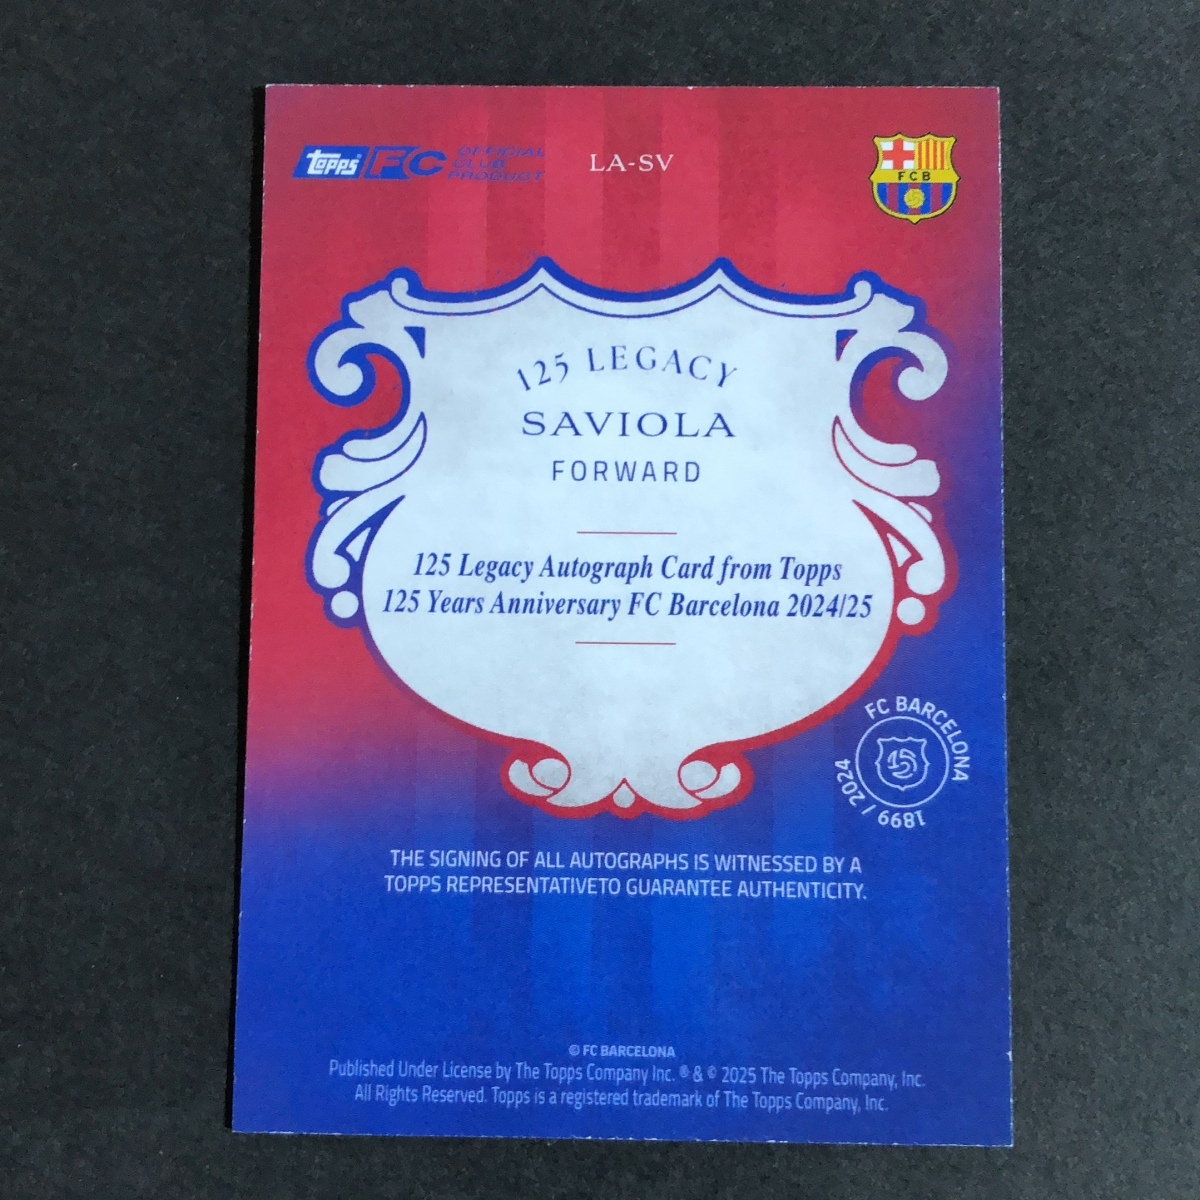 topps FC OFFICIAL CLUB PRODUCT
LA-SV
FCB
125 LEGACY
SAVIOLA
FORWARD
125 Legacy Autograph Card from Topps
125 Years Anniversary FC Barcelona 2024/25
FC BARCELONA
125
1899 / 2024
THE SIGNING OF ALL AUTOGRAPHS IS WITNESSED BY A
TOPPS REPRESENTATIVETO GUARANTEE AUTHENTICITY.
© FC BARCELONA
Published Under License by The Topps Company Inc. ® & © 2025 The Topps Company, Inc.
All Rights Reserved. Topps is a registered trademark of The Topps Company, Inc.